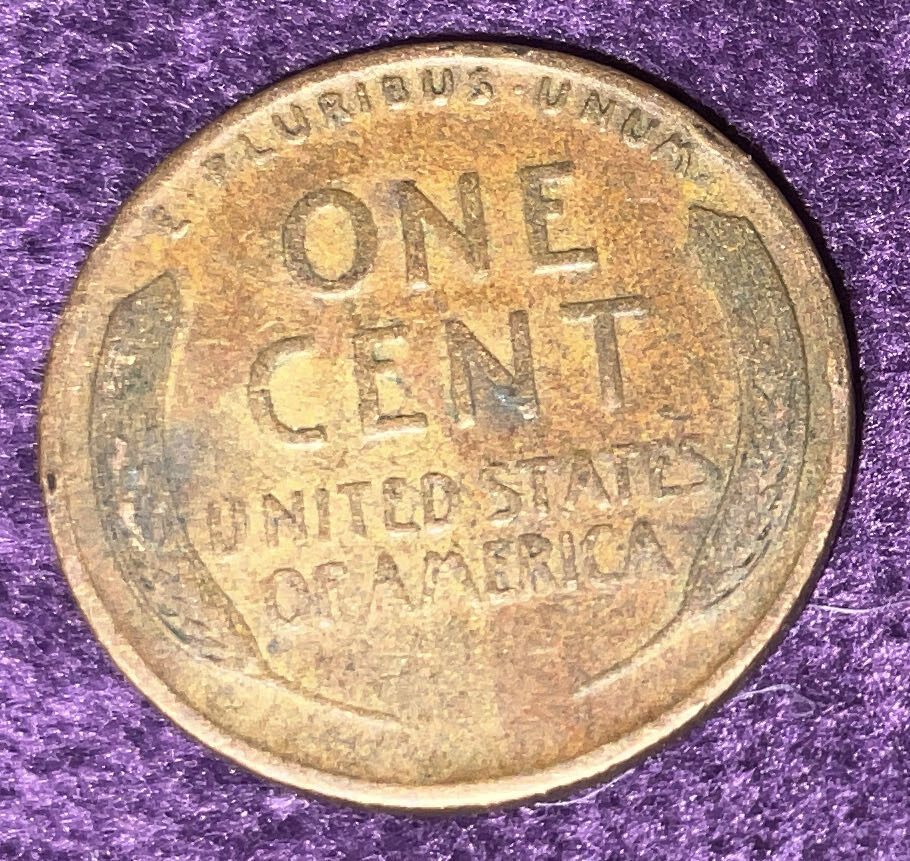 E · PLURIBUS · UNUM
ONE
CENT
UNITED STATES
OF AMERICA